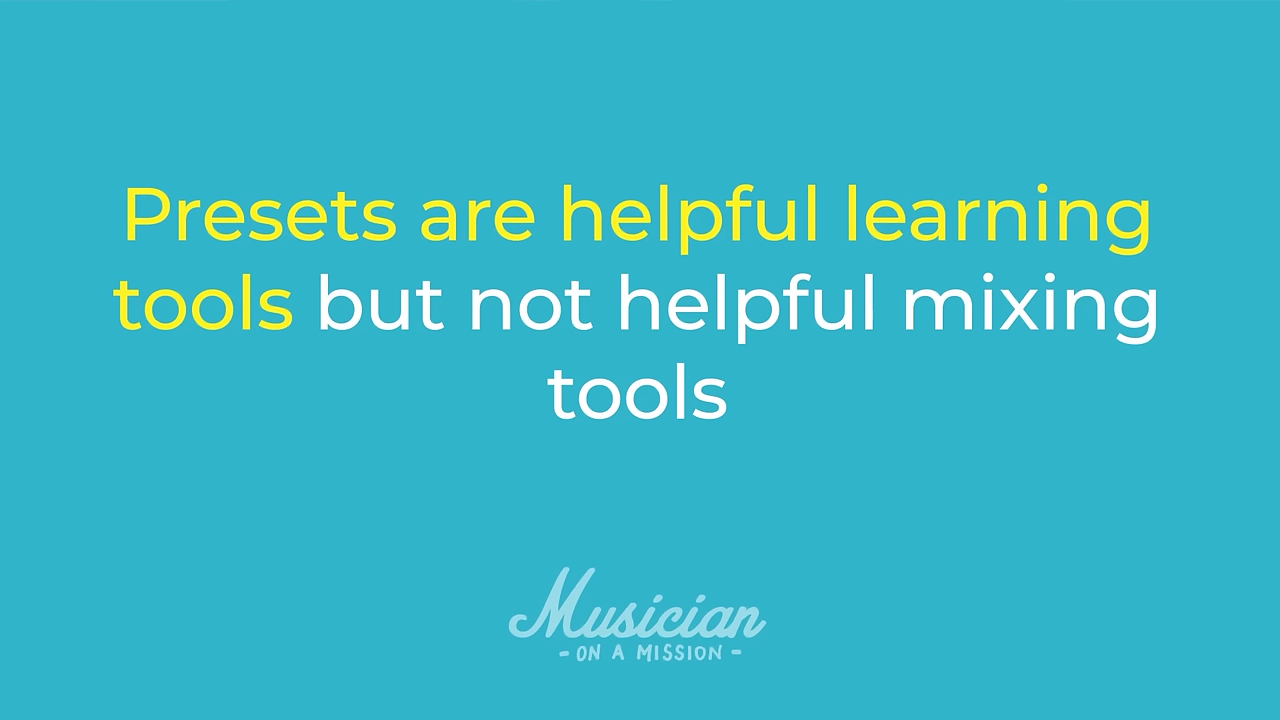 Presets are helpful learning
tools but not helpful mixing
tools
Musician
- ON A MISSION -